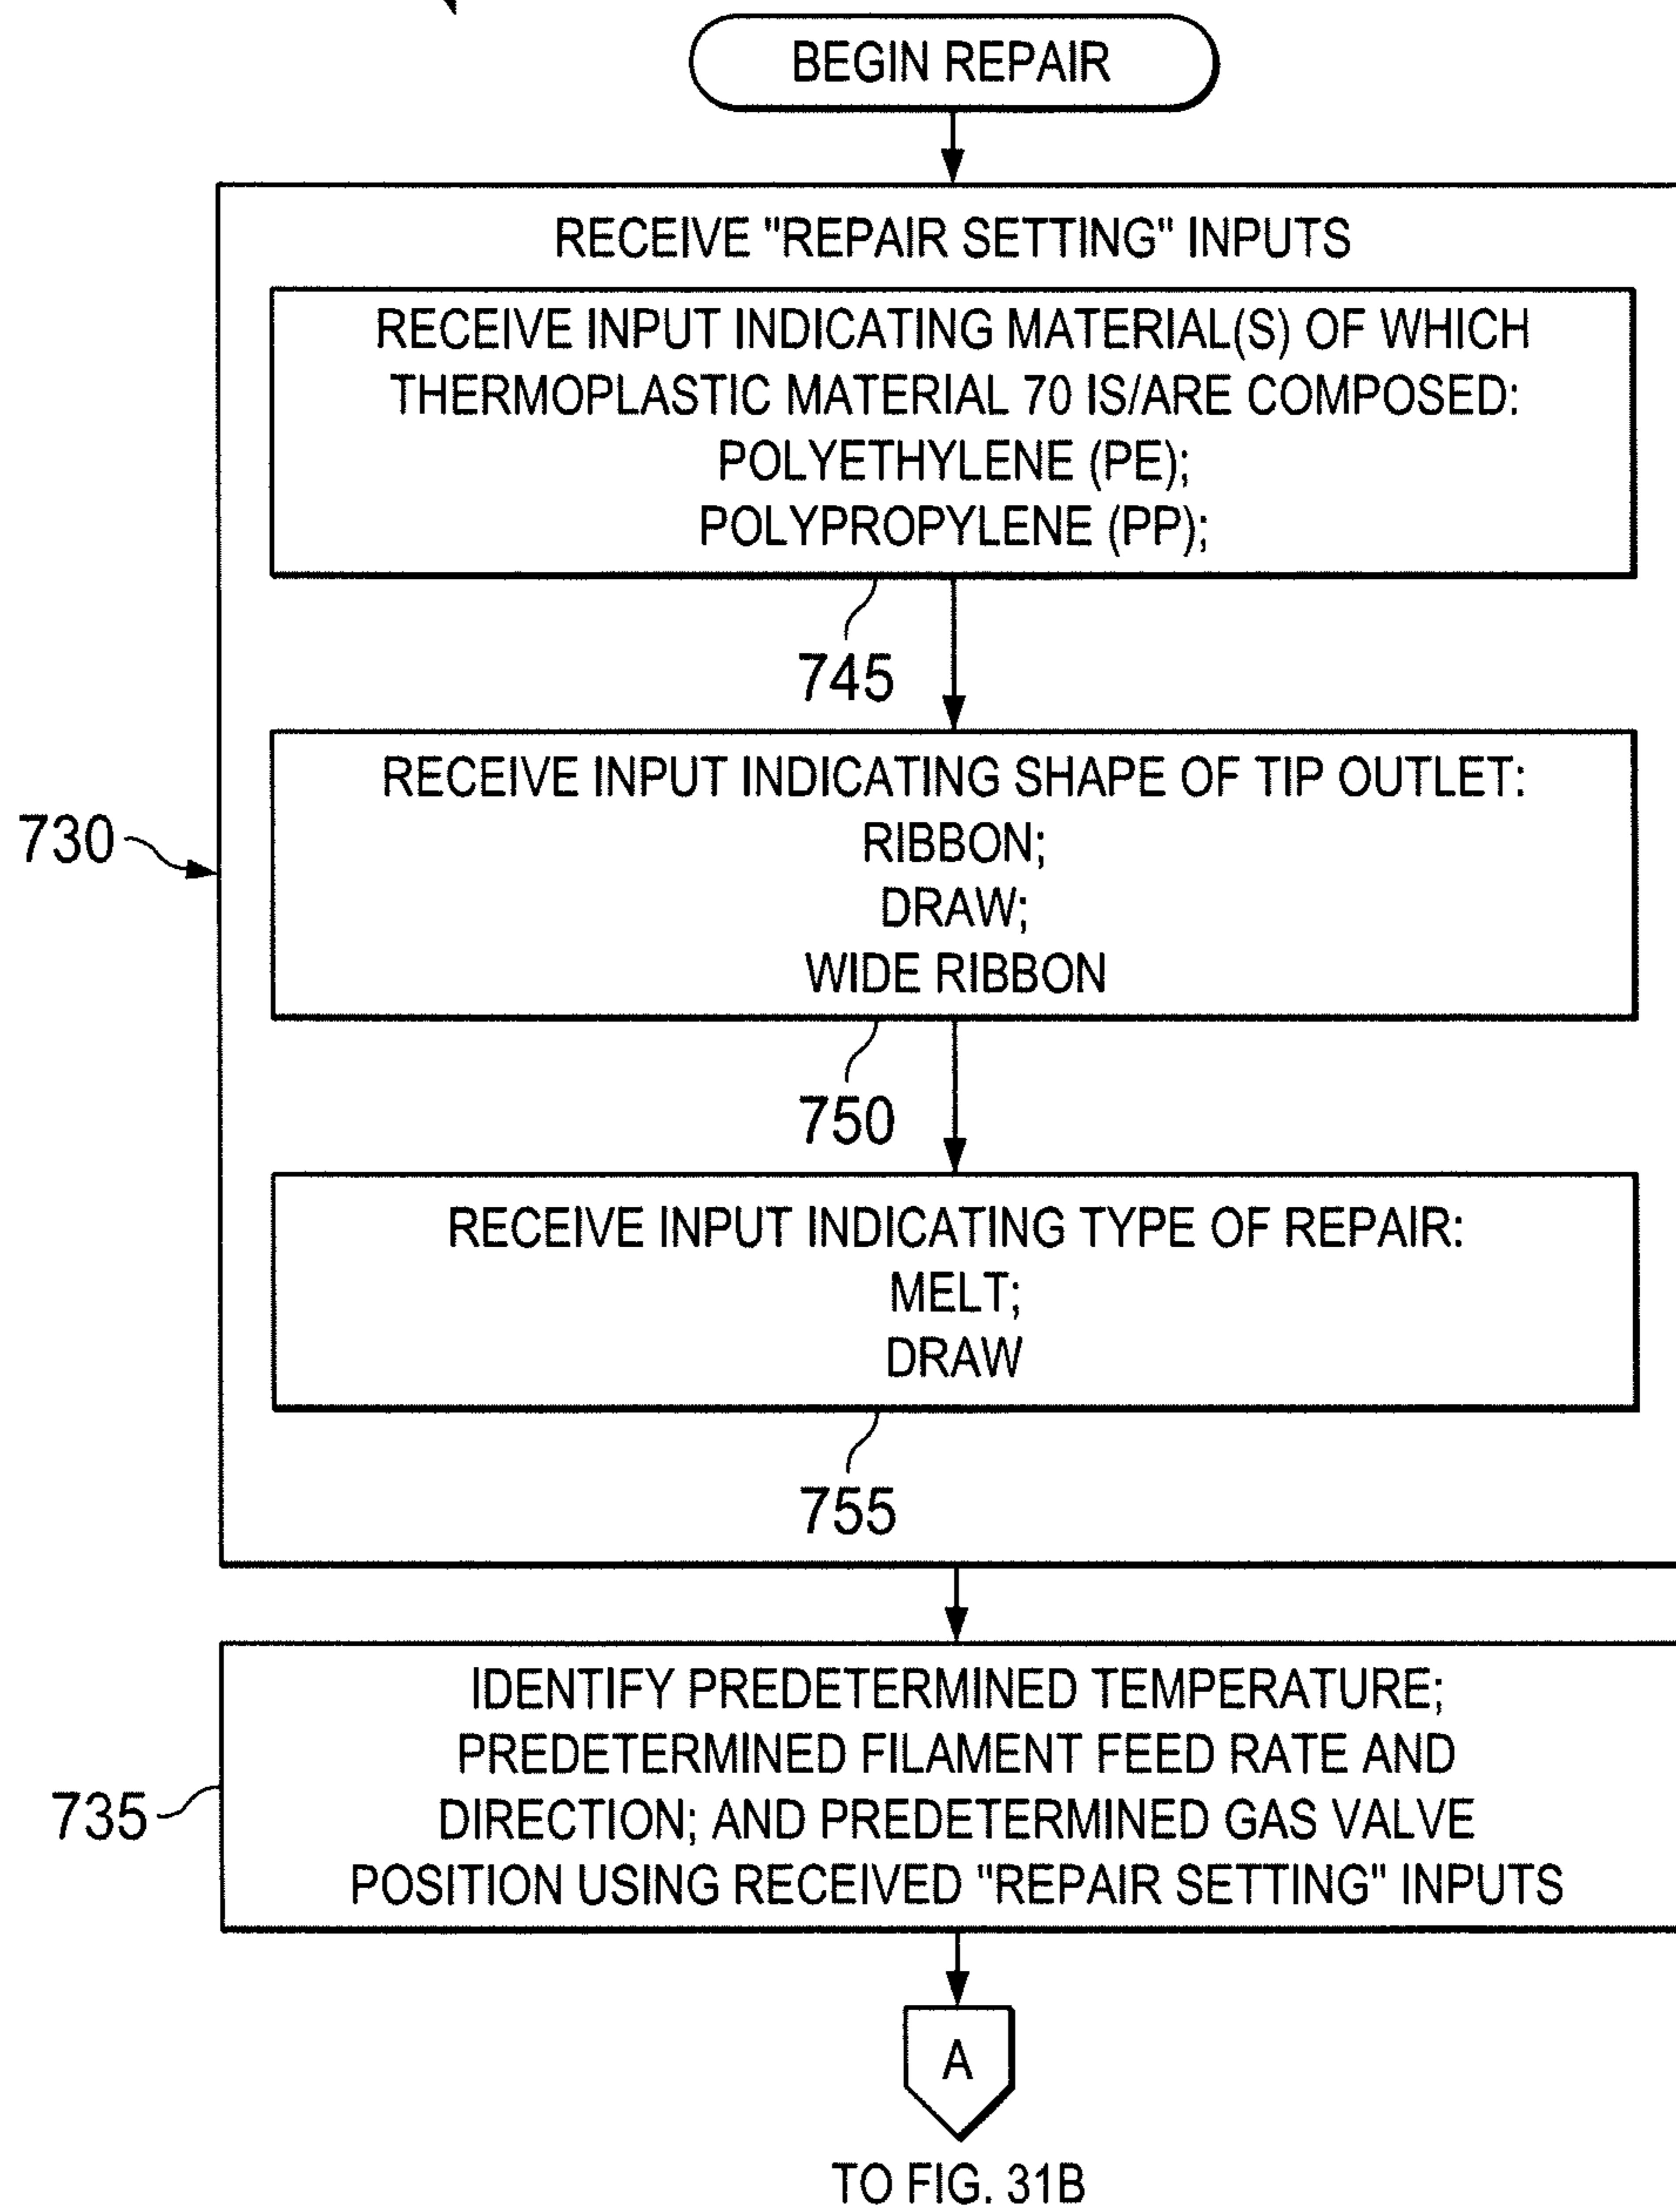 BEGIN REPAIR
RECEIVE "REPAIR SETTING" INPUTS
RECEIVE INPUT INDICATING MATERIAL(S) OF WHICH
THERMOPLASTIC MATERIAL 70 IS/ARE COMPOSED:
POLYETHYLENE (PE);
POLYPROPYLENE (PP);
745
RECEIVE INPUT INDICATING SHAPE OF TIP OUTLET:
RIBBON;
DRAW;
WIDE RIBBON
730
750
RECEIVE INPUT INDICATING TYPE OF REPAIR:
MELT;
DRAW
755
IDENTIFY PREDETERMINED TEMPERATURE;
PREDETERMINED FILAMENT FEED RATE AND
DIRECTION; AND PREDETERMINED GAS VALVE
POSITION USING RECEIVED "REPAIR SETTING" INPUTS
735
A
TO FIG. 31B